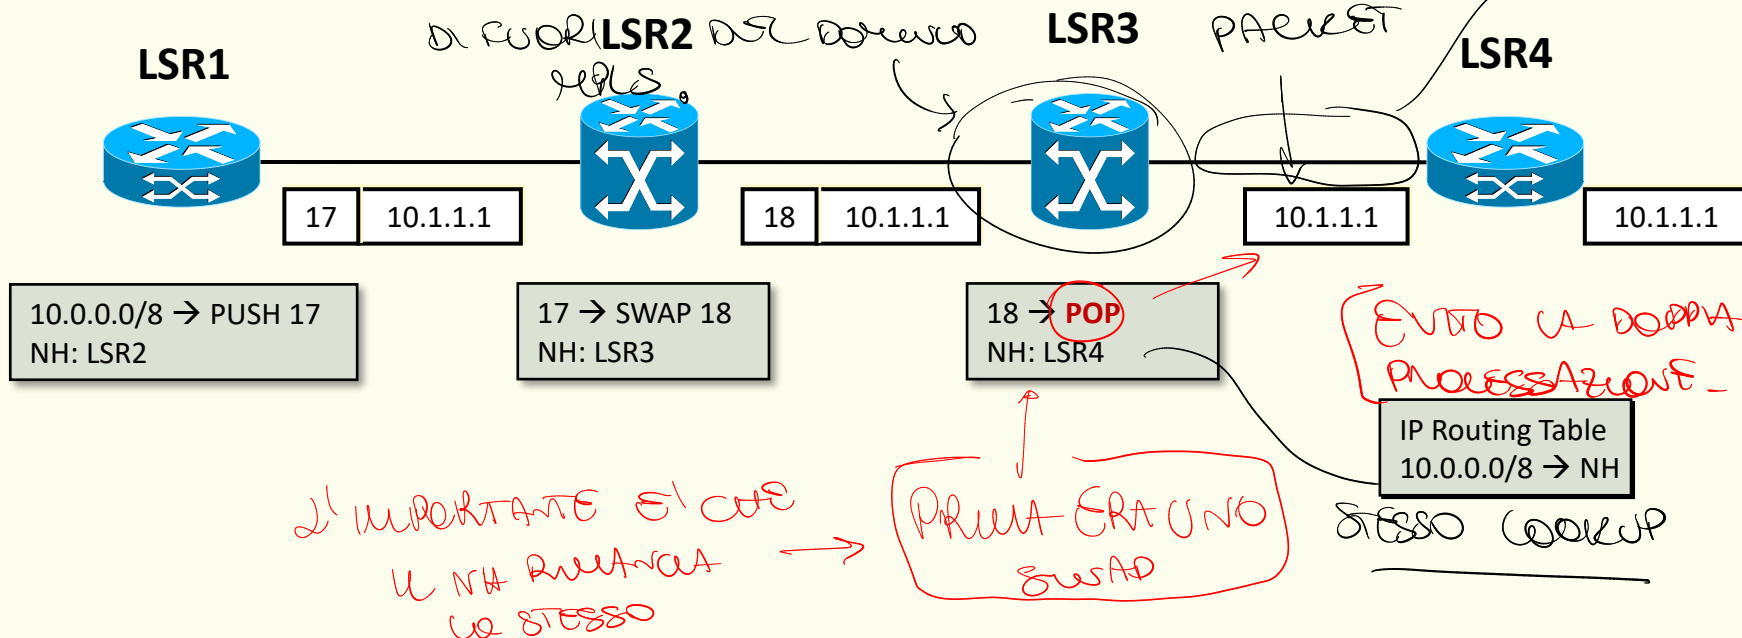 DI FUORI DEL DOMINIO
MPLS.
PACKET
LSR1
LSR2
LSR3
LSR4
17 10.1.1.1
18 10.1.1.1
10.1.1.1
10.1.1.1
10.0.0.0/8 → PUSH 17
NH: LSR2
17 → SWAP 18
NH: LSR3
18 → POP
NH: LSR4
EVITO LA DOPPIA
PROCESSAZIONE -
IP Routing Table
10.0.0.0/8 → NH
STESSO LOOKUP
L'IMPORTANTE E' CHE
IL NH RIMANGA
LO STESSO
PRIMA ERA UNO
SWAP